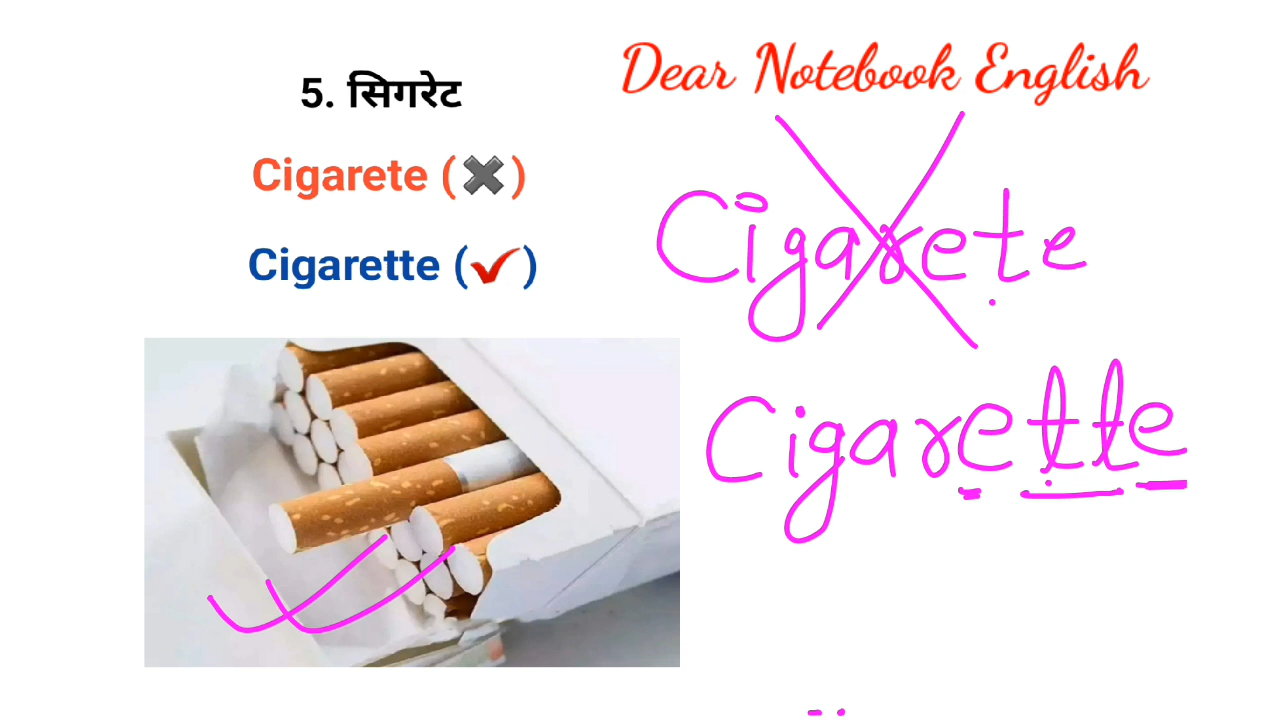 5. सिगरेट
Cigarete (✖)
Cigarette (✓)
Dear Notebook English
Cigarete
Cigarette